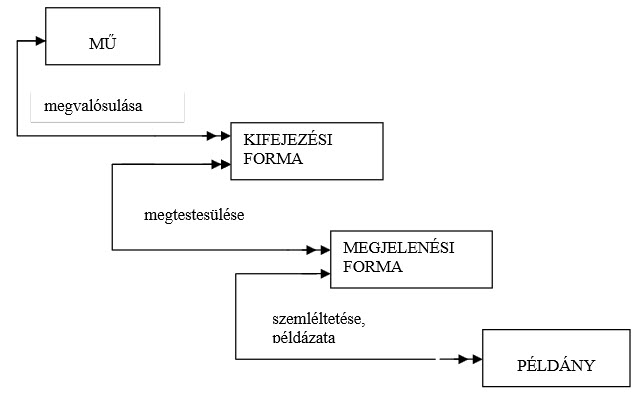 MŰ
megvalósulása
KIFEJEZÉSI
FORMA
megtestesülése
MEGJELENÉSI
FORMA
szemléltetése,
példázata
PÉLDÁNY